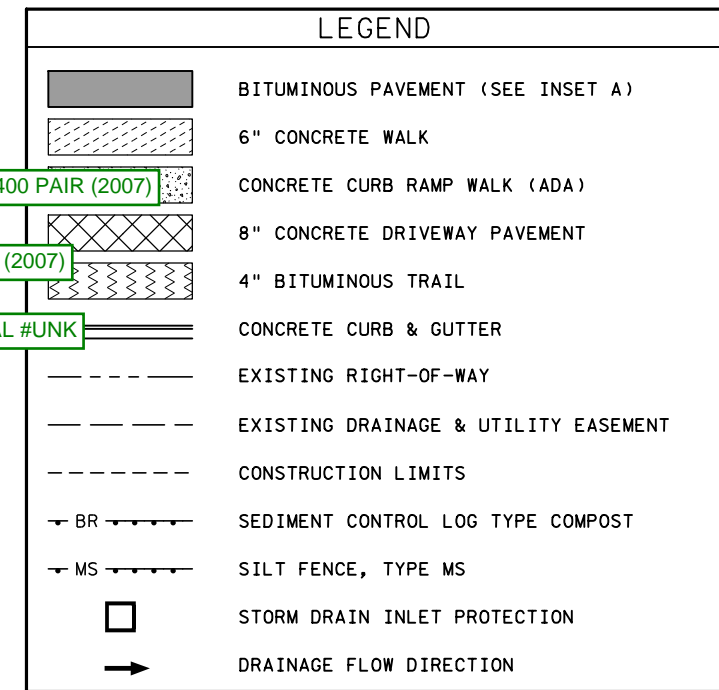 LEGEND
BITUMINOUS PAVEMENT (SEE INSET A)
6" CONCRETE WALK
400 PAIR (2007) CONCRETE CURB RAMP WALK (ADA)
8" CONCRETE DRIVEWAY PAVEMENT
(2007)
4" BITUMINOUS TRAIL
#UNK CONCRETE CURB & GUTTER
EXISTING RIGHT-OF-WAY
EXISTING DRAINAGE & UTILITY EASEMENT
CONSTRUCTION LIMITS
BR SEDIMENT CONTROL LOG TYPE COMPOST
MS SILT FENCE, TYPE MS
STORM DRAIN INLET PROTECTION
DRAINAGE FLOW DIRECTION